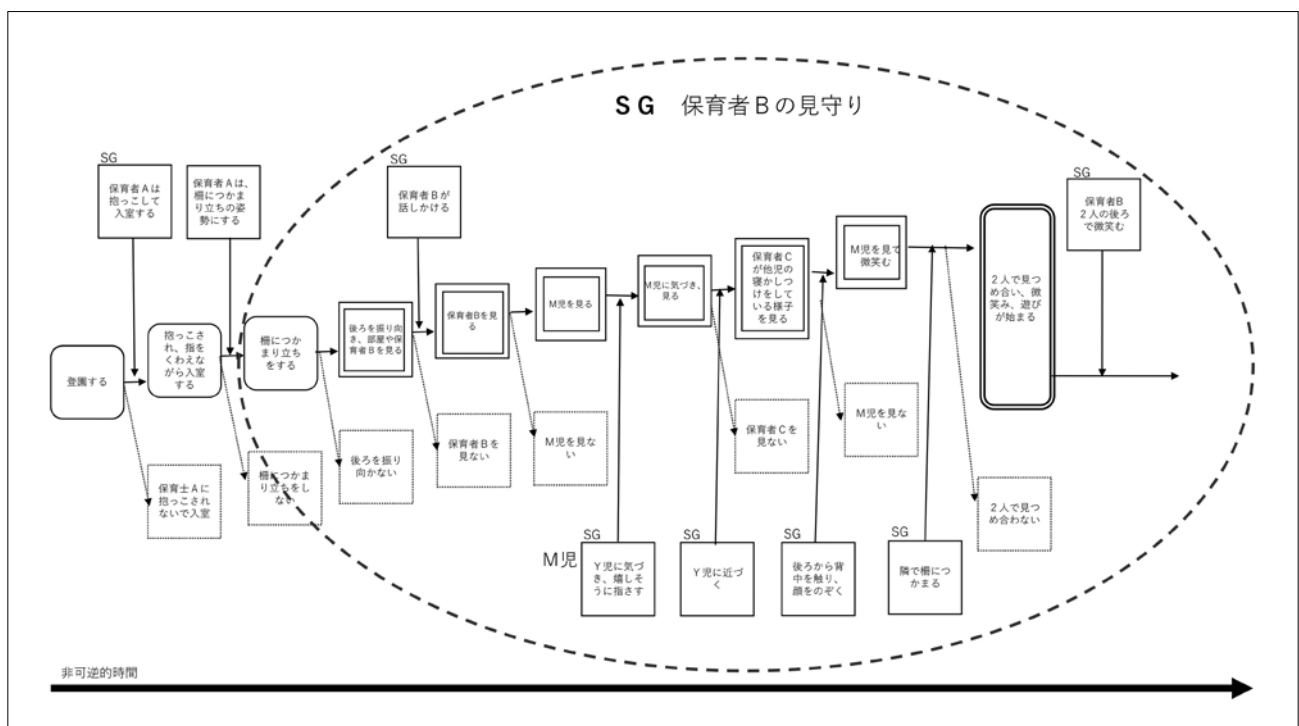 SG 保育者Bの見守り
SG
保育者Aは
抱っこして
入室する
保育者Aは、
柵につかま
り立ちの姿
勢にする
SG
保育者Bが
話しかける
SG
保育者B
2人の後ろ
で微笑む
登園する
抱っこさ
れ、指を
くわえな
がら入室
する
柵につか
まり立ち
をする
後ろを振り向
き、部屋や保
育者Bを見る
保育者Bを見
る
M児を見る
M児に気づき、
見る
保育者C
が他児の
寝かしつ
けをして
いる様子
を見る
M児を見て
微笑む
2人で見つ
め合い、微
笑み、遊び
が始まる
保育士Aに
抱っこされ
ないで入室
柵につかま
り立ちをし
ない
後ろを振り
向かない
保育者Bを
見ない
M児を見な
い
保育者Cを
見ない
M児を見な
い
2人で見つ
め合わない
M児
SG
Y児に気づ
き、嬉しそ
うに指さす
SG
Y児に近づ
く
SG
後ろから背
中を触り、
顔をのぞく
SG
隣で柵につ
かまる
非可逆的時間